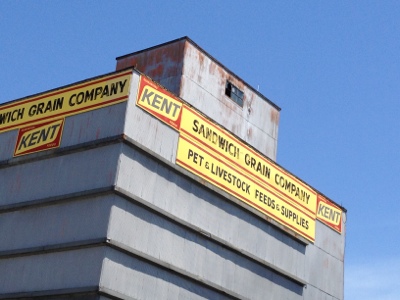 WICH GRAIN COMPANY
KENT
KENT
SANDWICH GRAIN COMPANY
PET & LIVESTOCK FEEDS & SUPPLIES
KENT